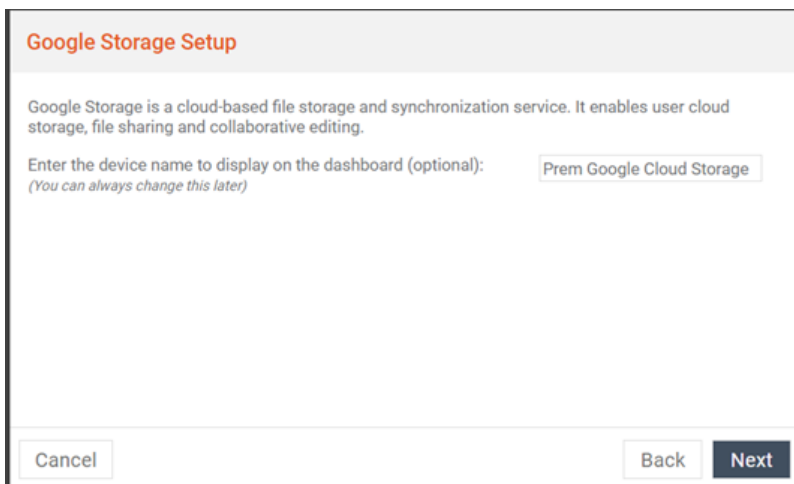 Google Storage Setup
Google Storage is a cloud-based file storage and synchronization service. It enables user cloud
storage, file sharing and collaborative editing.
Enter the device name to display on the dashboard (optional):
Prem Google Cloud Storage
(You can always change this later)
Cancel
Back
Next